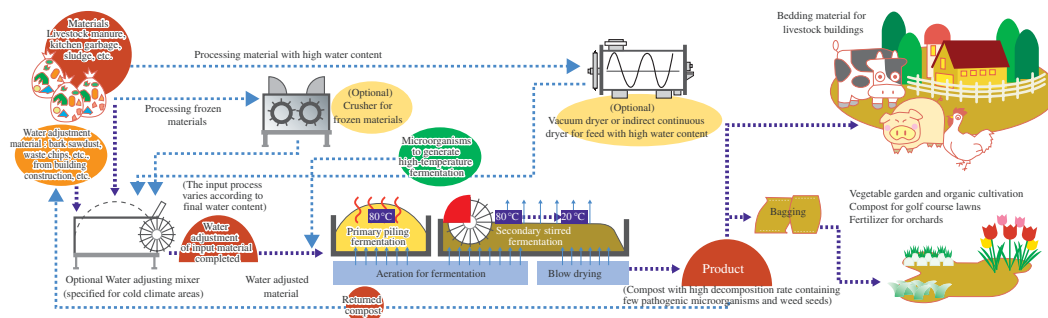 Materials
Livestock manure,
kitchen garbage,
sludge, etc.
Processing material with high water content
Processing frozen
materials
(Optional)
Crusher for
frozen materials
(Optional)
Vacuum dryer or indirect continuous
dryer for feed with high water content
Bedding material for
livestock buildings
Water adjustment
material : bark sawdust,
waste chips, etc.,
from building
construction, etc.
Microorganisms
to generate
high-temperature
fermentation
(The input process
varies according to
final water content)
Water
adjustment
of input material
completed
80°C
Primary piling
fermentation
80°C
20°C
Secondary stirred
fermentation
Aeration for fermentation
Blow drying
Optional Water adjusting mixer
(specified for cold climate areas)
Water adjusted
material
Returned
compost
Product
(Compost with high decomposition rate containing
few pathogenic microorganisms and weed seeds)
Bagging
Vegetable garden and organic cultivation
Compost for golf course lawns
Fertilizer for orchards